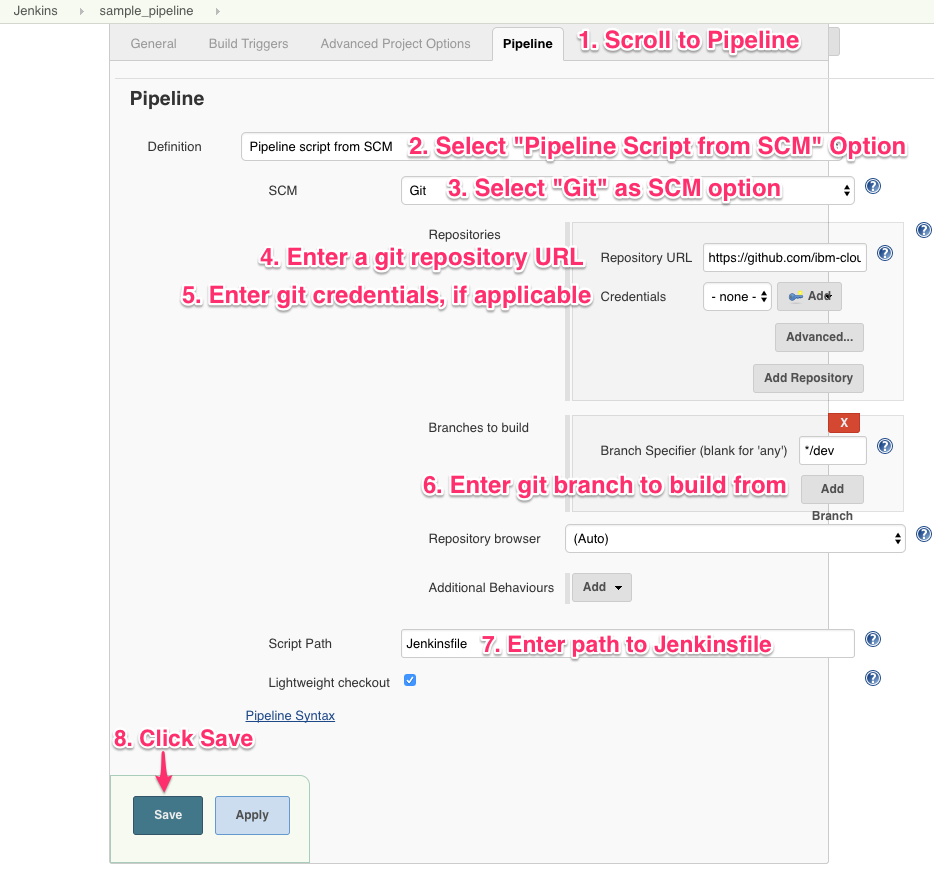 Jenkins sample_pipeline
General Build Triggers Advanced Project Options Pipeline 1. Scroll to Pipeline
Pipeline
Definition Pipeline script from SCM 2. Select "Pipeline Script from SCM" Option
SCM Git 3. Select "Git" as SCM option
Repositories
4. Enter a git repository URL Repository URL https://github.com/ibm-clou
5. Enter git credentials, if applicable Credentials - none - Add
Advanced...
Add Repository
X
Branches to build
Branch Specifier (blank for 'any') */dev
6. Enter git branch to build from Add
Branch
Repository browser (Auto)
Additional Behaviours Add
Script Path Jenkinsfile 7. Enter path to Jenkinsfile
Lightweight checkout
Pipeline Syntax
8. Click Save
Save Apply